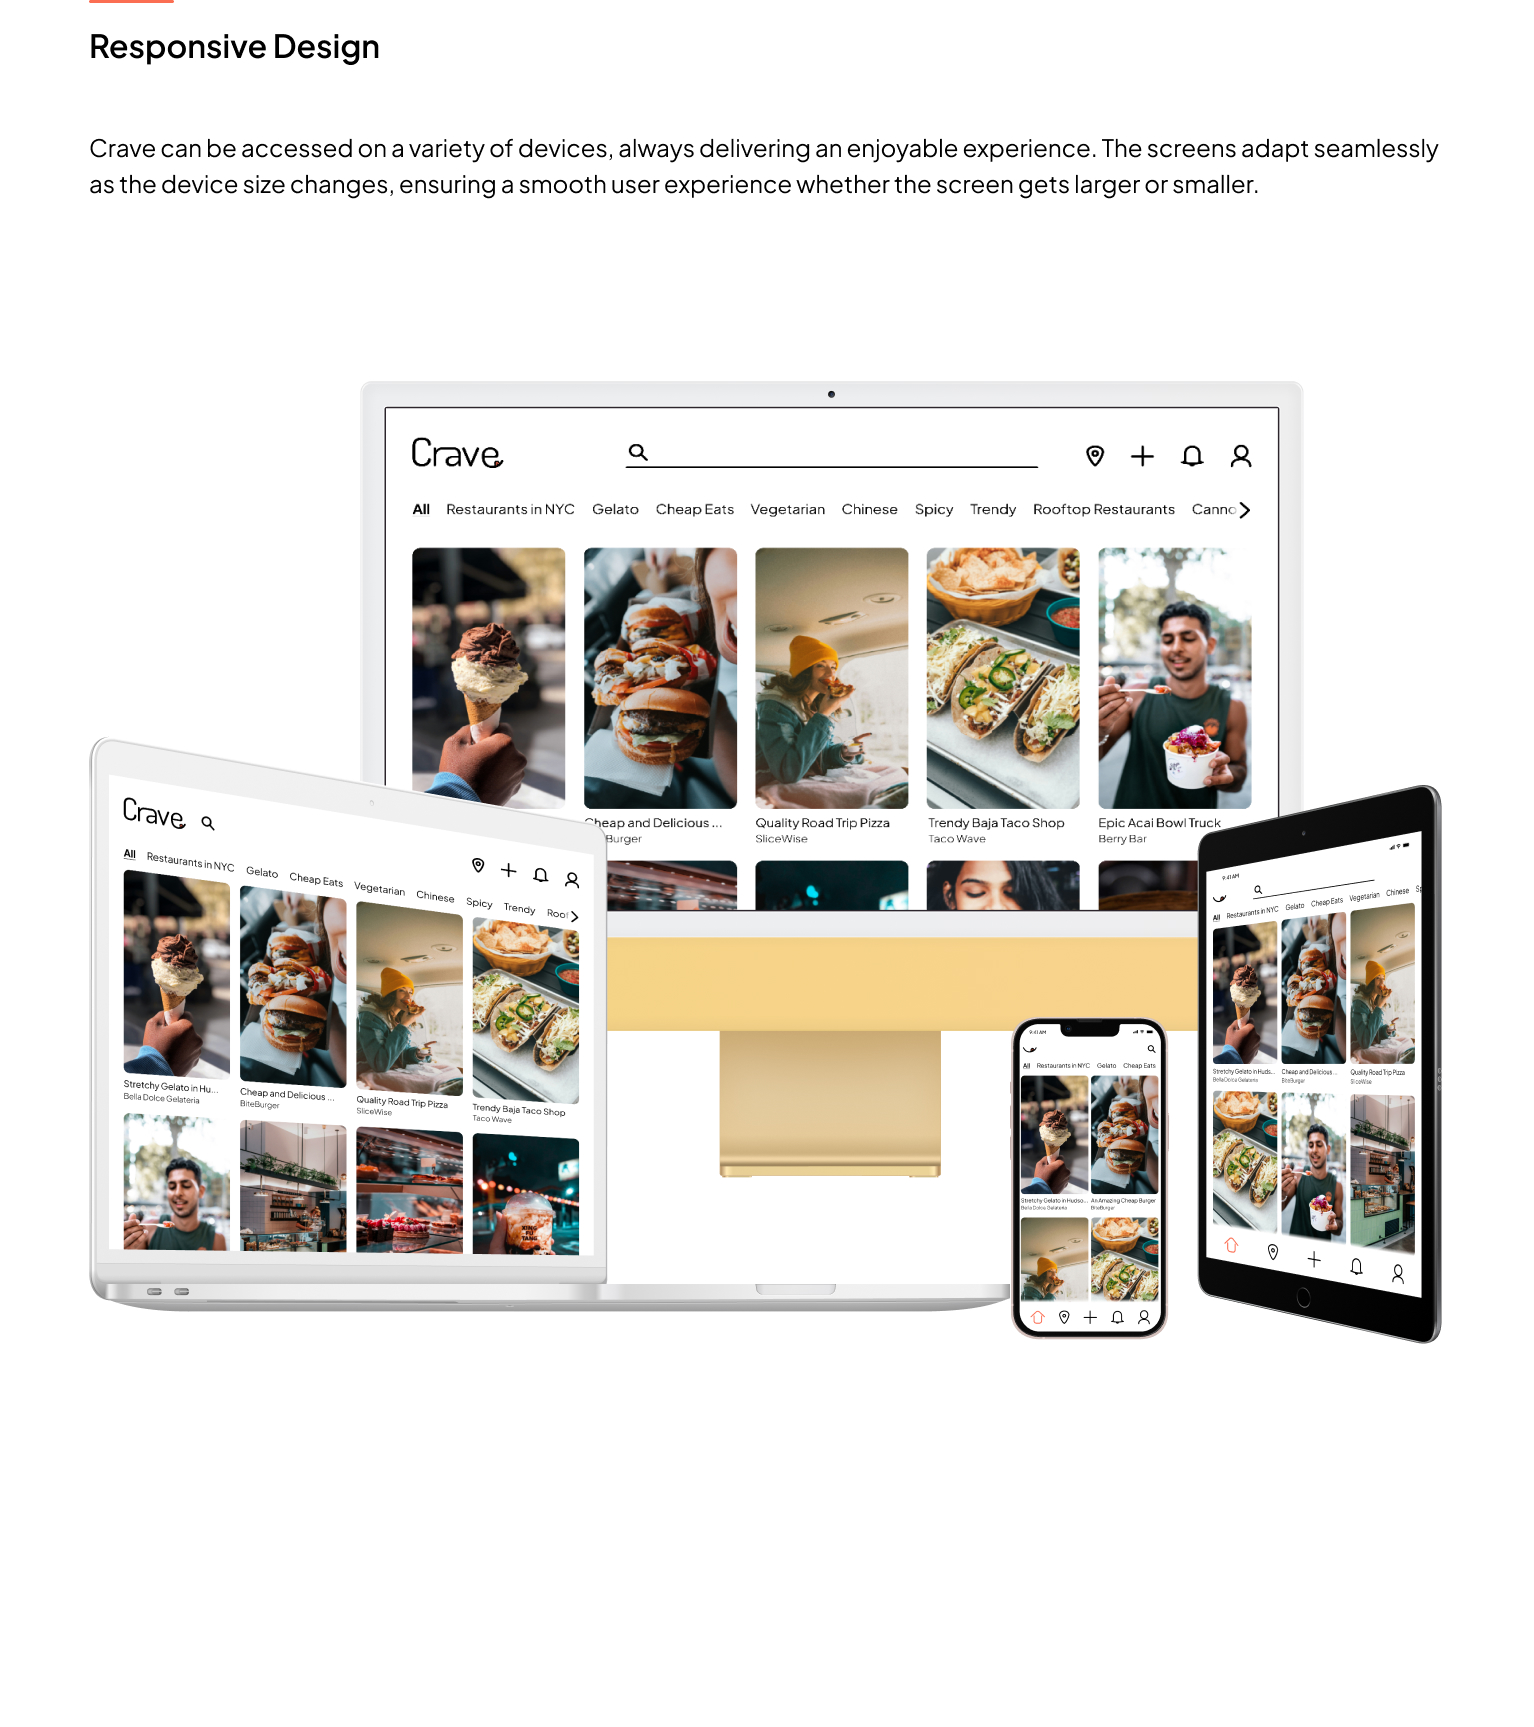 Responsive Design
Crave can be accessed on a variety of devices, always delivering an enjoyable experience. The screens adapt seamlessly
as the device size changes, ensuring a smooth user experience whether the screen gets larger or smaller.
Crave
All Restaurants in NYC Gelato Cheap Eats Vegetarian Chinese Spicy Trendy Rooftop Restaurants Canno
Cheap and Delicious ... Quality Road Trip Pizza Trendy Baja Taco Shop Epic Acai Bowl Truck
Burger SliceWise Taco Wave Berry Bar
Crave
All Restaurants in NYC Gelato Cheap Eats Vegetarian Chinese Spicy Trendy Roof
Stretchy Gelato in Hu... Cheap and Delicious ... Quality Road Trip Pizza Trendy Baja Taco Shop
Bella Dolce Gelateria BiteBurger SliceWise Taco Wave
9:41 AM
All Restaurants in NYC Gelato Cheap Eats
Stretchy Gelato in Hudso... An Amazing Cheap Burger
Bella Dolce Gelateria BiteBurger
9:41 AM
All Restaurants in NYC Gelato Cheap Eats Vegetarian Chinese Sp
Stretchy Gelato in Huds... Cheap and Delicious ... Quality Road Trip Pizza
Bella Dolce Gelateria BiteBurger SliceWise